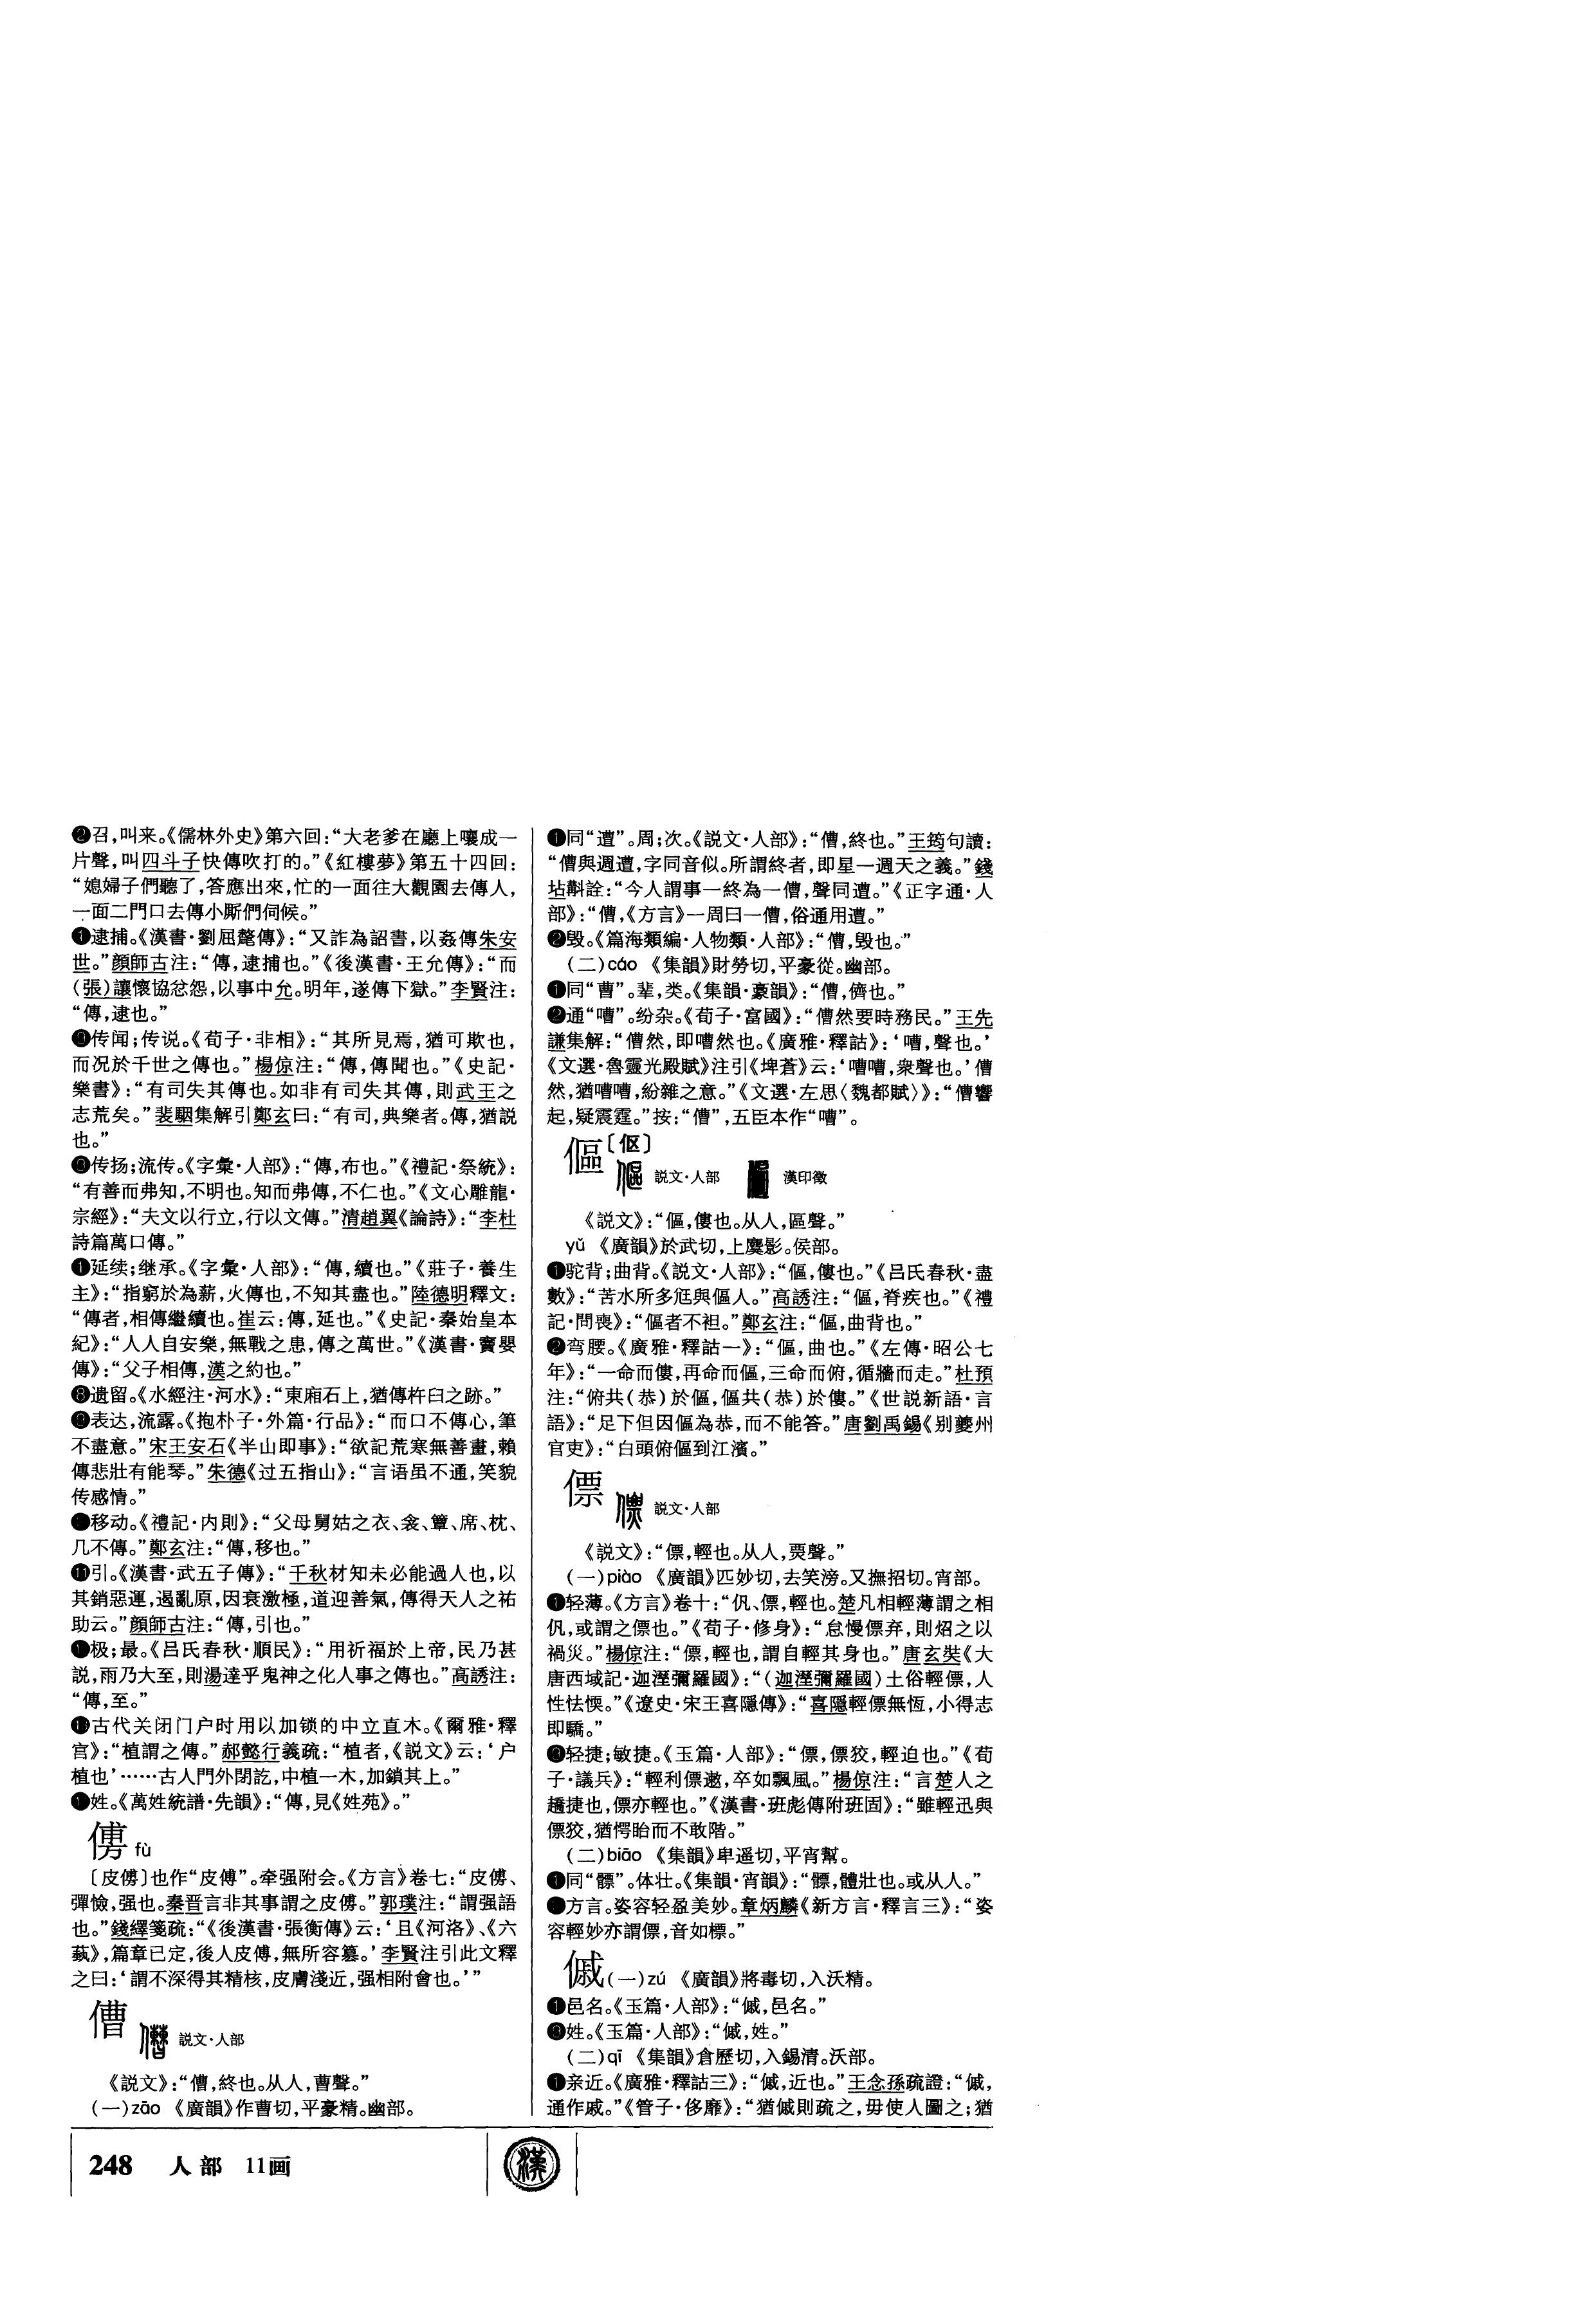 ❷召,叫来。《儒林外史》第六回:“大老爹在廳上嚷成一
片聲,叫四斗子快傳吹打的。”《紅樓夢》第五十四回:
“媳婦子們聽了,答應出來,忙的一面往大觀園去傳人,
一面二門口去傳小厮們伺候。”
逮捕。《漢書·劉屈氂傳》:“又詐為詔書,以姦傳朱安
世。”顔師古注:“傳,逮捕也。”《後漢書·王允傳》:“而
(張)讓懷協忿怨,以事中允。明年,遂傳下獄。”李賢注:
“傳,逮也。”
传闻;传说。《荀子·非相》:“其所見焉,猶可欺也,
而況於千世之傳也。”楊倞注:“傳,傳聞也。”《史記·
樂書》:“有司失其傳也。如非有司失其傳,則武王之
志荒矣。”裴駰集解引鄭玄曰:“有司,典樂者。傳,猶説
也。”
传扬;流传。《字彙·人部》:“傳,布也。”《禮記·祭統》:
“有善而弗知,不明也。知而弗傳,不仁也。”《文心雕龍·
宗經》:“夫文以行立,行以文傳。”清趙翼《論詩》:“李杜
詩篇萬口傳。”
延续;继承。《字彙·人部》:“傳,續也。”《莊子·養生
主》:“指窮於為薪,火傳也,不知其盡也。”陸德明釋文:
“傳者,相傳繼續也。崔云:傳,延也。”《史記·秦始皇本
紀》:“人人自安樂,無戰之患,傳之萬世。”《漢書·竇嬰
傳》:“父子相傳,漢之約也。”
❽遗留。《水經注·河水》:“東廂石上,猶傳杵臼之跡。”
表达,流露。《抱朴子·外篇·行品》:“而口不傳心,筆
不盡意。”宋王安石《半山即事》:“欲記荒寒無善畫,賴
傳悲壯有能琴。”朱德《过五指山》:“言语虽不通,笑貌
传感情。”
移动。《禮記·内則》:“父母舅姑之衣、衾、簟、席、枕、
几不傳。”鄭玄注:“傳,移也。”
⓫引。《漢書·武五子傳》:“千秋材知未必能過人也,以
其銷惡運,遏亂原,因衰激極,道迎善氣,傳得天人之祐
助云。”顔師古注:“傳,引也。”
极;最。《吕氏春秋·順民》:“用祈福於上帝,民乃甚
説,雨乃大至,則湯達乎鬼神之化人事之傳也。”高誘注:
“傳,至。”
古代关闭门户时用以加锁的中立直木。《爾雅·釋
宫》:“植謂之傳。”郝懿行義疏:“植者,《説文》云:‘户
植也’……古人門外閉訖,中植一木,加鎖其上。”
姓。《萬姓統譜·先韻》:“傳,見《姓苑》。”
傅 fù
〔皮傅〕也作“皮傅”。牵强附会。《方言》卷七:“皮傅、
彈憸,强也。秦晋言非其事謂之皮傅。”郭璞注:“謂强語
也。”錢繹箋疏:“《後漢書·張衡傳》云:‘且《河洛》、《六
蓺》,篇章已定,後人皮傅,無所容篡。’李賢注引此文釋
之曰:‘謂不深得其精核,皮膚淺近,强相附會也。’”
傮 説文·人部
《説文》:“傮,終也。从人,曹聲。”
(一)zāo 《廣韻》作曹切,平豪精。幽部。
❶同“遭”。周;次。《説文·人部》:“傮,終也。”王筠句讀:
“傮與週遭,字同音似。所謂終者,即星一週天之義。”錢
坫斠詮:“今人謂事一終為一傮,聲同遭。”《正字通·人
部》:“傮,《方言》一周曰一傮,俗通用遭。”
❷毁。《篇海類編·人物類·人部》:“傮,毁也。”
(二)cáo 《集韻》財勞切,平豪從。幽部。
❶同“曹”。辈,类。《集韻·豪韻》:“傮,儕也。”
❷通“嘈”。纷杂。《荀子·富國》:“傮然要時務民。”王先
謙集解:“傮然,即嘈然也。《廣雅·釋詁》:‘嘈,聲也。’
《文選·魯靈光殿賦》注引《埤蒼》云:‘嘈嘈,衆聲也。’傮
然,猶嘈嘈,紛雜之意。”《文選·左思〈魏都賦〉》:“傮響
起,疑震霆。”按:“傮”,五臣本作“嘈”。
傴〔伛〕
説文·人部 漢印徵
《説文》:“傴,僂也。从人,區聲。”
yǔ 《廣韻》於武切,上麌影。侯部。
❶驼背;曲背。《説文·人部》:“傴,僂也。”《吕氏春秋·盡
數》:“苦水所多尪與傴人。”高誘注:“傴,脊疾也。”《禮
記·問喪》:“傴者不袒。”鄭玄注:“傴,曲背也。”
❷弯腰。《廣雅·釋詁一》:“傴,曲也。”《左傳·昭公七
年》:“一命而僂,再命而傴,三命而俯,循牆而走。”杜預
注:“俯共(恭)於傴,傴共(恭)於僂。”《世説新語·言
語》:“足下但因傴為恭,而不能答。”唐劉禹錫《别夔州
官吏》:“白頭俯傴到江濱。”
僄 説文·人部
《説文》:“僄,輕也。从人,㶾聲。”
(一)piào 《廣韻》匹妙切,去笑滂。又撫招切。宵部。
❶轻薄。《方言》卷十:“仉、僄,輕也。楚凡相輕薄謂之相
仉,或謂之僄也。”《荀子·修身》:“怠慢僄弃,則炤之以
禍災。”楊倞注:“僄,輕也,謂自輕其身也。”唐玄奘《大
唐西域記·迦溼彌羅國》:“(迦溼彌羅國)土俗輕僄,人
性怯愞。”《遼史·宋王喜隱傳》:“喜隱輕僄無恆,小得志
即驕。”
轻捷;敏捷。《玉篇·人部》:“僄,僄狡,輕迫也。”《荀
子·議兵》:“輕利僄遬,卒如飄風。”楊倞注:“言楚人之
趫捷也,僄亦輕也。”《漢書·班彪傳附班固》:“雖輕迅與
僄狡,猶愕眙而不敢階。”
(二)biāo 《集韻》卑遥切,平宵幫。
❶同“髟”。体壮。《集韻·宵韻》:“髟,體壯也。或从人。”
方言。姿容轻盈美妙。章炳麟《新方言·釋言三》:“姿
容輕妙亦謂僄,音如標。”
傶(一)zú 《廣韻》將毒切,入沃精。
❶邑名。《玉篇·人部》:“傶,邑名。”
姓。《玉篇·人部》:“傶,姓。”
(二)qī 《集韻》倉歷切,入錫清。沃部。
❶亲近。《廣雅·釋詁三》:“傶,近也。”王念孫疏證:“傶,
通作戚。”《管子·侈靡》:“猶傶則疏之,毋使人圖之;猶
248 人部 11画
漢